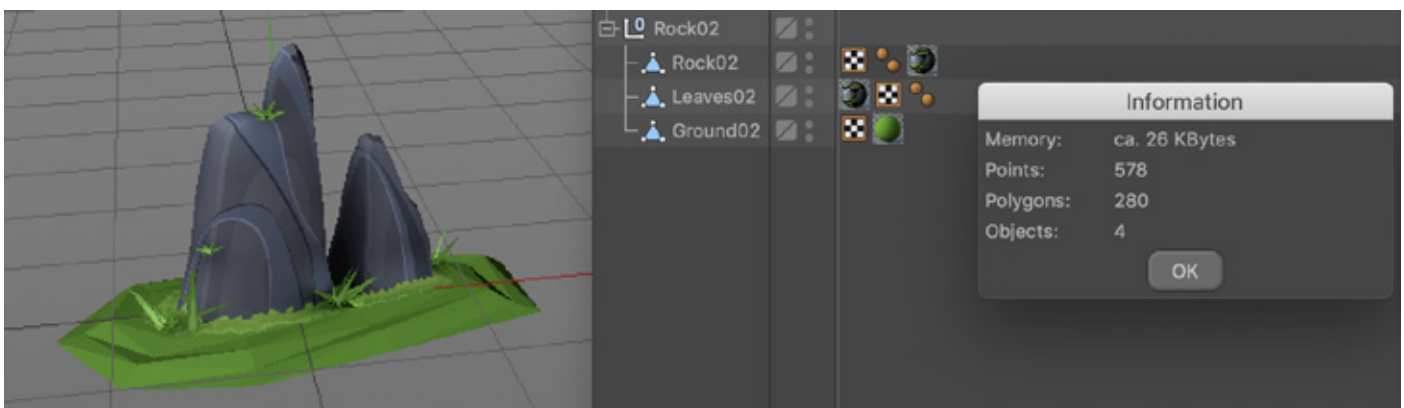 Rock02
Rock02
Leaves02
Ground02
Information
Memory: ca. 26 KBytes
Points: 578
Polygons: 280
Objects: 4
OK